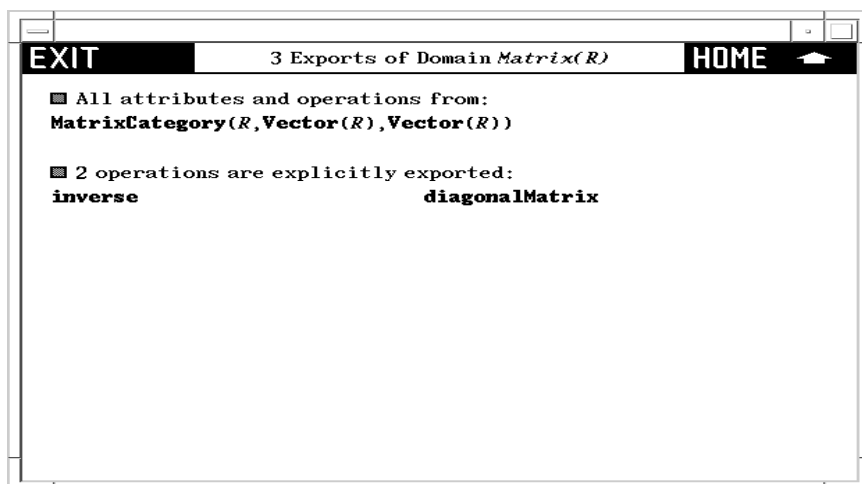 EXIT 3 Exports of Domain Matrix(R) HOME
All attributes and operations from:
MatrixCategory(R,Vector(R),Vector(R))
2 operations are explicitly exported:
inverse diagonalMatrix